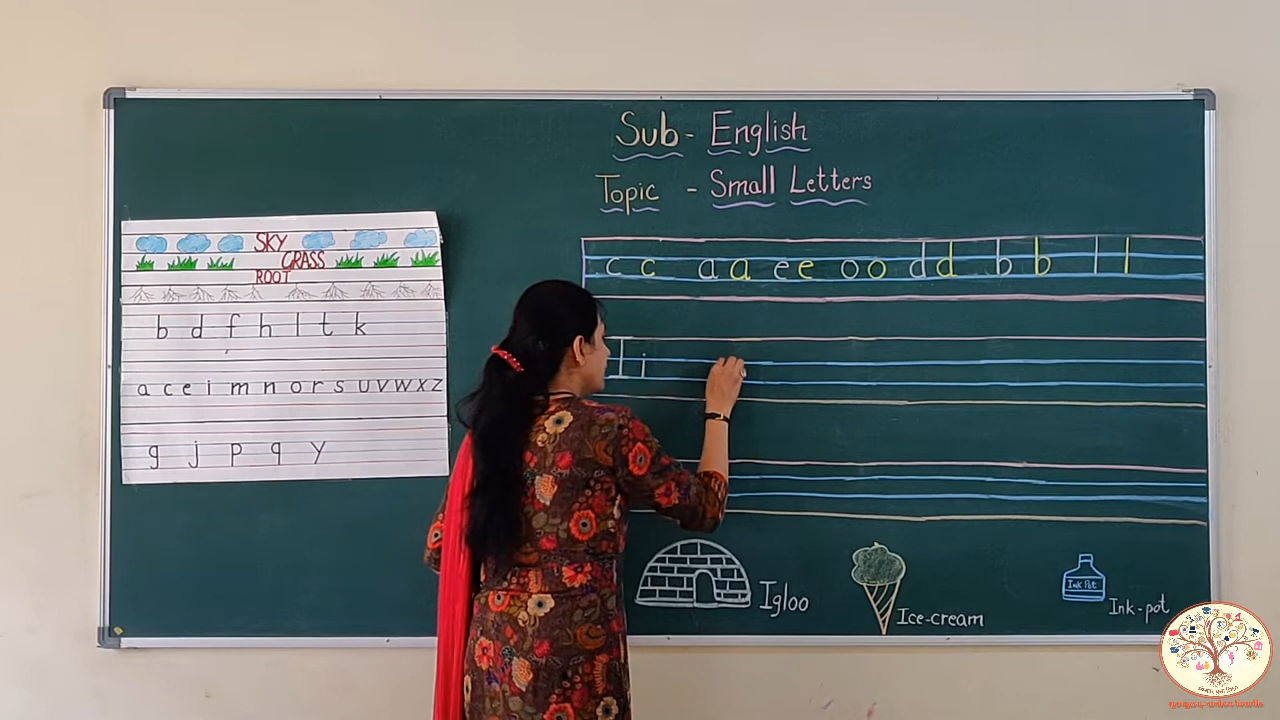 Sub- English
Topic - Small Letters
SKY
GRASS
ROOT
b d f h l t k
a c e i m n o r s u v w x z
g j p q y
c c a a e e o o d d b b l l
I i
Igloo
Ice-cream
Ink Pot
Ink-pot